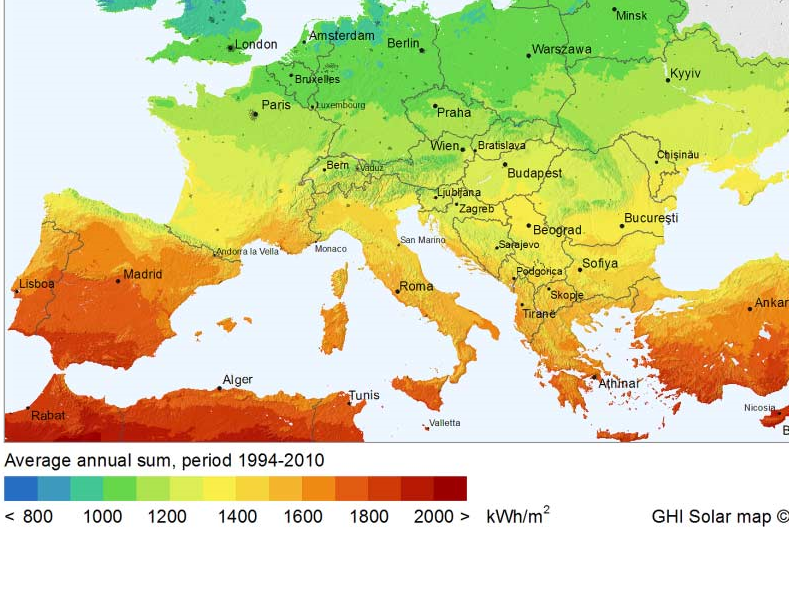 Minsk
Amsterdam
London
Berlin
Warszawa
Bruxelles
Kyyiv
Paris
Luxembourg
Praha
Wien
Bratislava
Chişinău
Bern
Vaduz
Budapest
Ljubljana
Zagreb
Beograd
Bucureşti
Andorra la Vella
Monaco
San Marino
Sarajevo
Sofiya
Podgorica
Lisboa
Madrid
Roma
Skopje
Tiranë
Ankar
Alger
Tunis
Athínai
Rabat
Valletta
Nicosia
B
Average annual sum, period 1994-2010
< 800 1000 1200 1400 1600 1800 2000 > kWh/m²
GHI Solar map ©